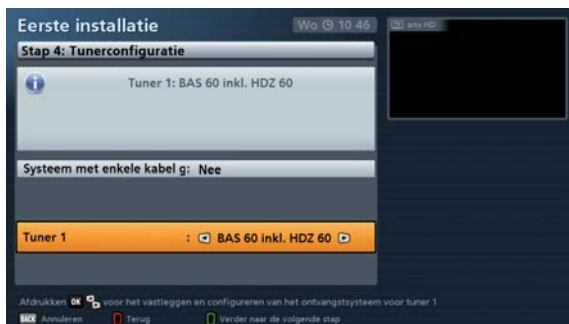 Eerste installatie
Wo 10 46
arte HD
Stap 4: Tunerconfiguratie
Tuner 1: BAS 60 inkl. HDZ 60
Systeem met enkele kabel g: Nee
Tuner 1 : BAS 60 inkl. HDZ 60
Afdrukken OK voor het vastleggen en configureren van het ontvangstsysteem voor tuner 1
BACK Annuleren Terug Verder naar de volgende stap